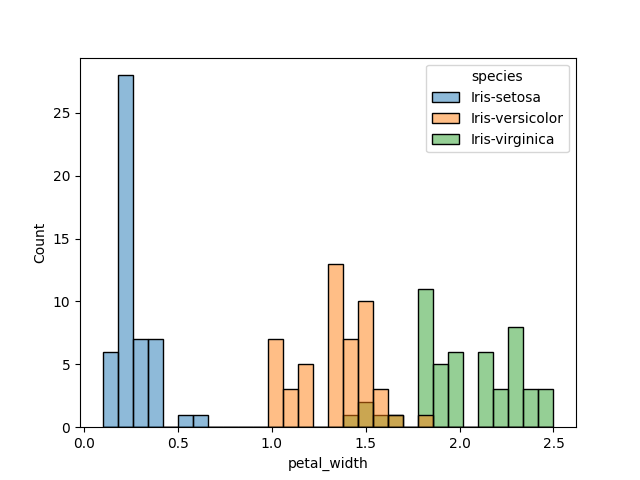 species
Iris-setosa
Iris-versicolor
Iris-virginica
Count
25
20
15
10
5
0
0.0 0.5 1.0 1.5 2.0 2.5
petal_width